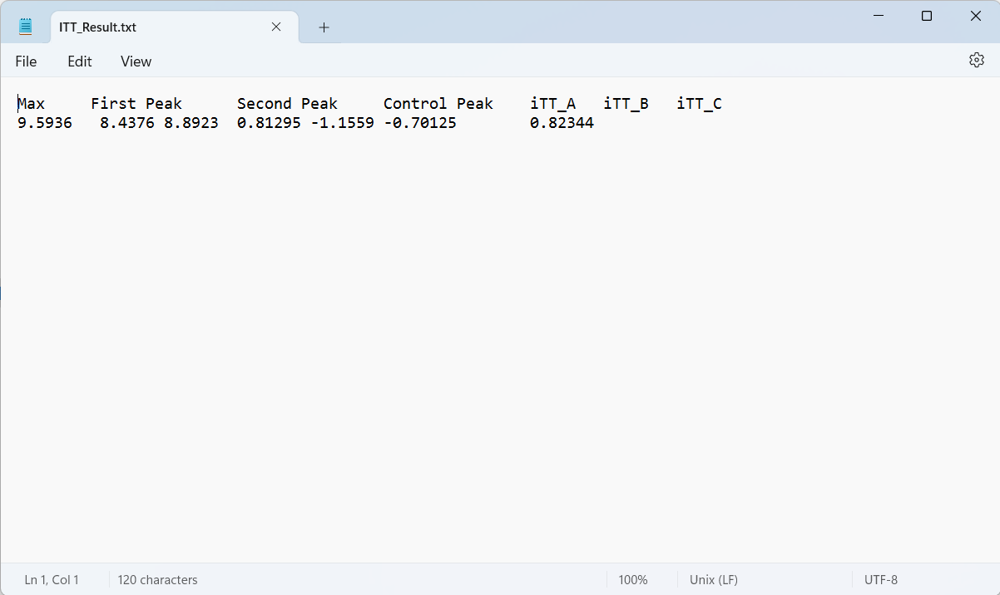 ITT_Result.txt
File Edit View
Max First Peak Second Peak Control Peak iTT_A iTT_B iTT_C
9.5936 8.4376 8.8923 0.81295 -1.1559 -0.70125 0.82344
Ln 1, Col 1 120 characters 100% Unix (LF) UTF-8